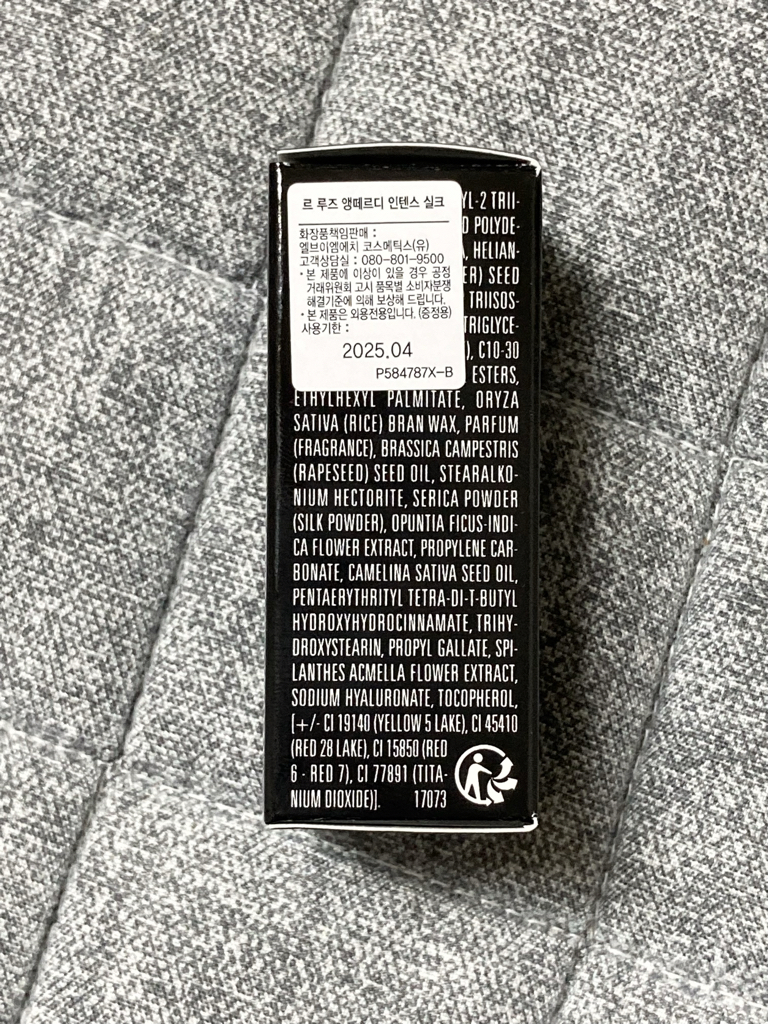 르 루즈 앵떼르디 인텐스 실크
화장품책임판매 :
엘브이엠에치 코스메틱스(유)
고객상담실 : 080-801-9500
• 본 제품에 이상이 있을 경우 공정
거래위원회 고시 품목별 소비자분쟁
해결기준에 의해 보상해 드립니다.
• 본 제품은 외용전용입니다. (증정용)
사용기한 :
2025.04
P584787X-B
YL-2 TRII-
D POLYDE-
, HELIAN-
ER) SEED
TRIISOS-
TRIGLYCE-
), C10-30
ESTERS,
ETHYLHEXYL PALMITATE, ORYZA
SATIVA (RICE) BRAN WAX, PARFUM
(FRAGRANCE), BRASSICA CAMPESTRIS
(RAPESEED) SEED OIL, STEARALKO-
NIUM HECTORITE, SERICA POWDER
(SILK POWDER), OPUNTIA FICUS-INDI-
CA FLOWER EXTRACT, PROPYLENE CAR-
BONATE, CAMELINA SATIVA SEED OIL,
PENTAERYTHRITYL TETRA-DI-T-BUTYL
HYDROXYHYDROCINNAMATE, TRIHY-
DROXYSTEARIN, PROPYL GALLATE, SPI-
LANTHES ACMELLA FLOWER EXTRACT,
SODIUM HYALURONATE, TOCOPHEROL,
[+/- CI 19140 (YELLOW 5 LAKE), CI 45410
(RED 28 LAKE), CI 15850 (RED
6 - RED 7), CI 77891 (TITA-
NIUM DIOXIDE)]. 17073